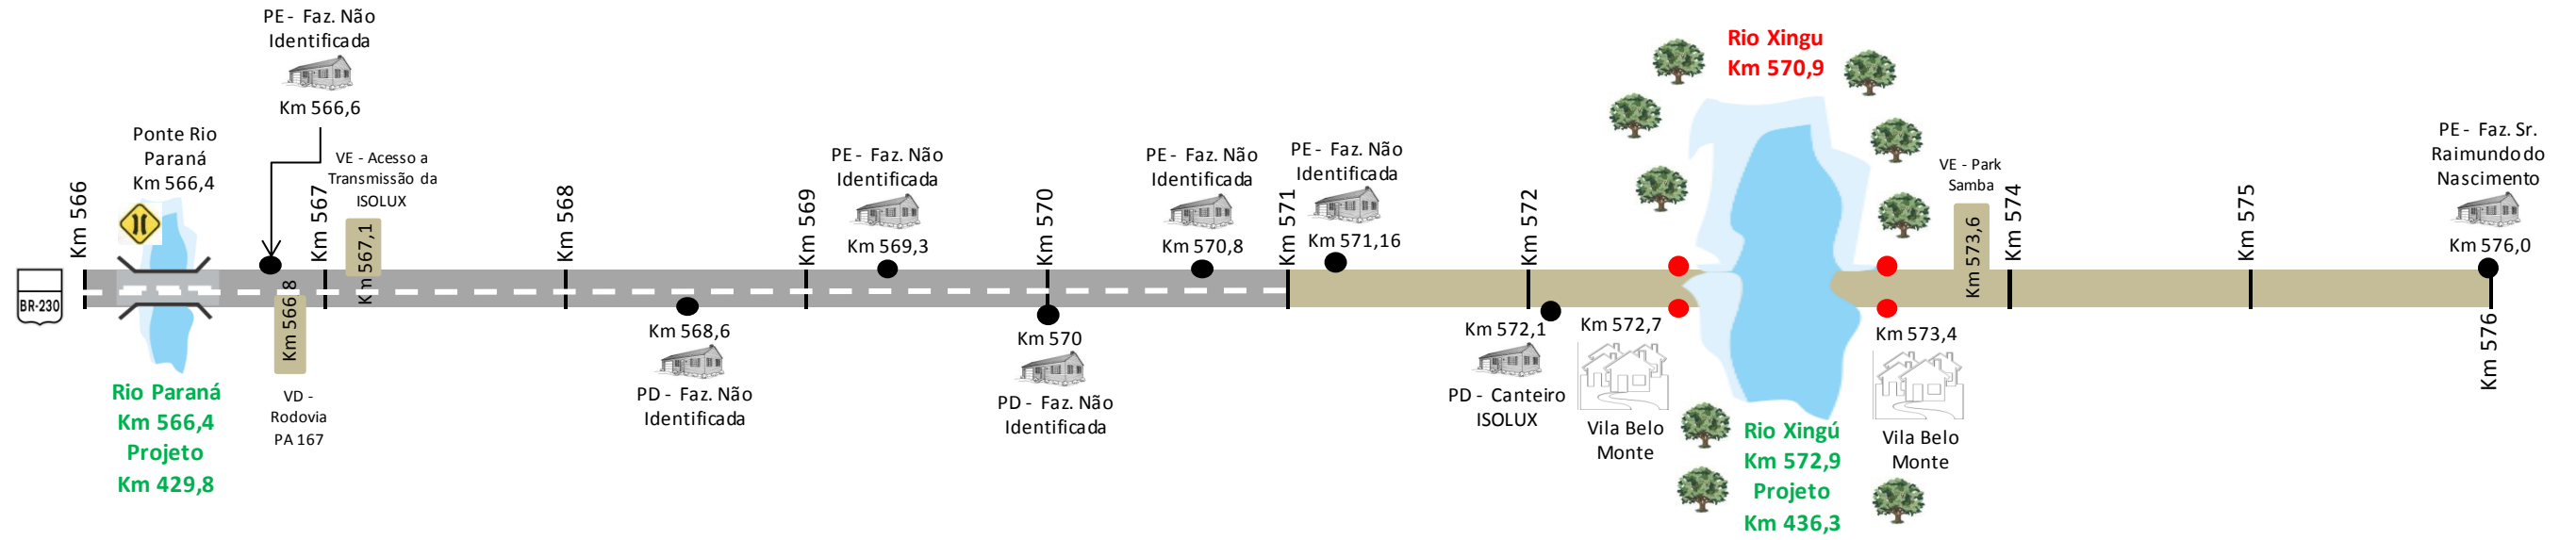 PE - Faz. Não
Identificada
Km 566,6
Ponte Rio
Paraná
Km 566,4
VE - Acesso a
Transmissão da
ISOLUX
PE - Faz. Não
Identificada
Km 569,3
PE - Faz. Não
Identificada
Km 570,8
PE - Faz. Não
Identificada
Km 571,16
Rio Xingu
Km 570,9
VE - Park
Samba
PE - Faz. Sr.
Raimundo do
Nascimento
Km 576,0
Km 566
Km 567
Km 567,1
Km 568
Km 569
Km 570
Km 571
Km 572
Km 573,6
Km 574
Km 575
Km 576
BR-230
Km 566,8
VD -
Rodovia
PA 167
Rio Paraná
Km 566,4
Projeto
Km 429,8
Km 568,6
PD - Faz. Não
Identificada
Km 570
PD - Faz. Não
Identificada
Km 572,1
PD - Canteiro
ISOLUX
Km 572,7
Vila Belo
Monte
Rio Xingú
Km 572,9
Projeto
Km 436,3
Km 573,4
Vila Belo
Monte